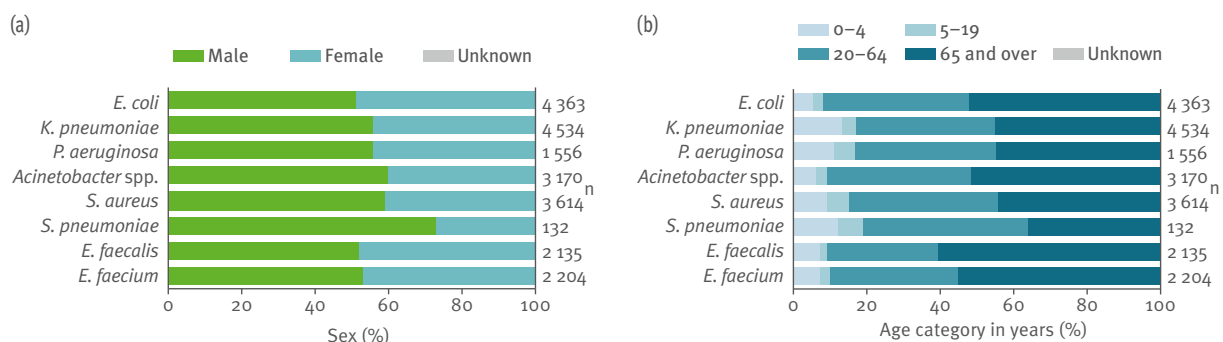 (a)
Male Female Unknown
E. coli 4 363
K. pneumoniae 4 534
P. aeruginosa 1 556
Acinetobacter spp. 3 170
n
S. aureus 3 614
S. pneumoniae 132
E. faecalis 2 135
E. faecium 2 204
0 20 40 60 80 100
Sex (%)
(b)
0–4 5–19
20–64 65 and over Unknown
E. coli 4 363
K. pneumoniae 4 534
P. aeruginosa 1 556
Acinetobacter spp. 3 170
n
S. aureus 3 614
S. pneumoniae 132
E. faecalis 2 135
E. faecium 2 204
0 20 40 60 80 100
Age category in years (%)